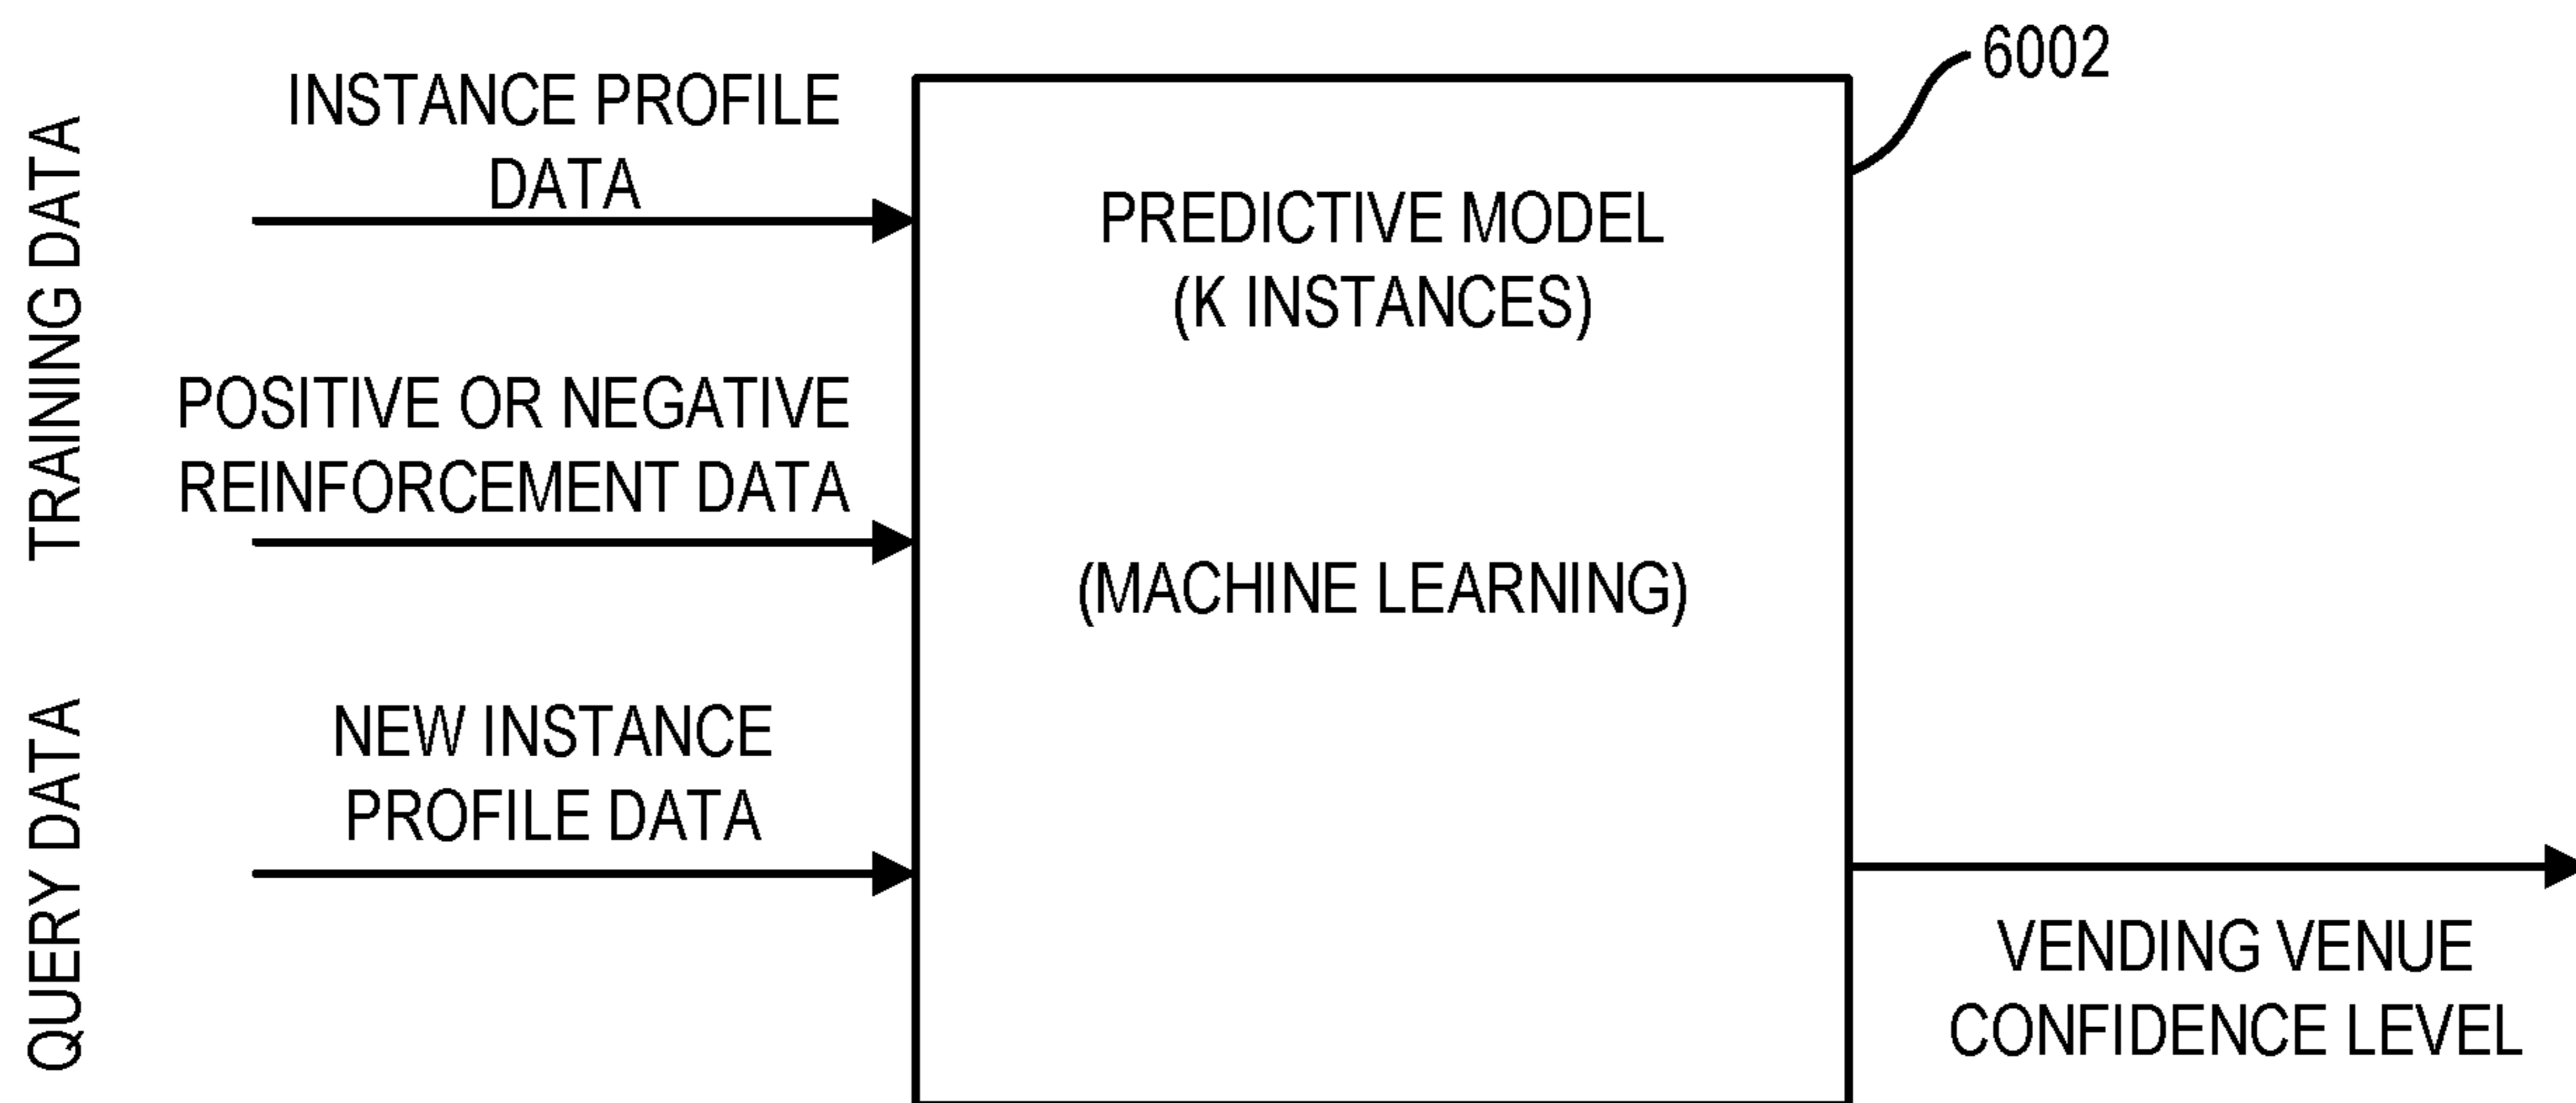 6002
TRAINING DATA
INSTANCE PROFILE
DATA
POSITIVE OR NEGATIVE
REINFORCEMENT DATA
QUERY DATA
NEW INSTANCE
PROFILE DATA
PREDICTIVE MODEL
(K INSTANCES)
(MACHINE LEARNING)
VENDING VENUE
CONFIDENCE LEVEL